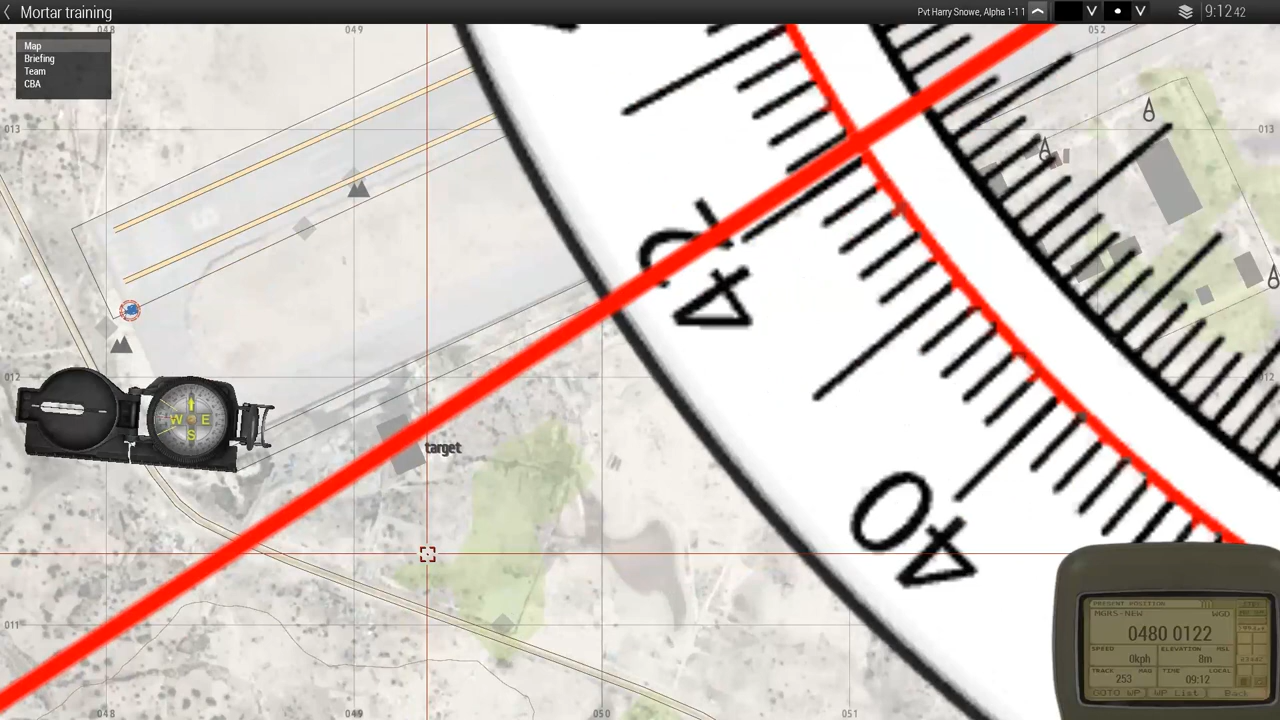 Mortar training
Pvt Harry Snowe, Alpha 1-1 1
9:12 42
048
049
052
Map
Briefing
Team
CBA
013
013
42
012
012
W E
S
target
40
011
PRESENT POSITION
MGRS-NEW WGD
0480 0122
SPEED ELEVATION MSL
0kph 8m
TRACK MAG TIME LOCAL
253 09:12
GOTO WP WP List Back
048
049
050
051